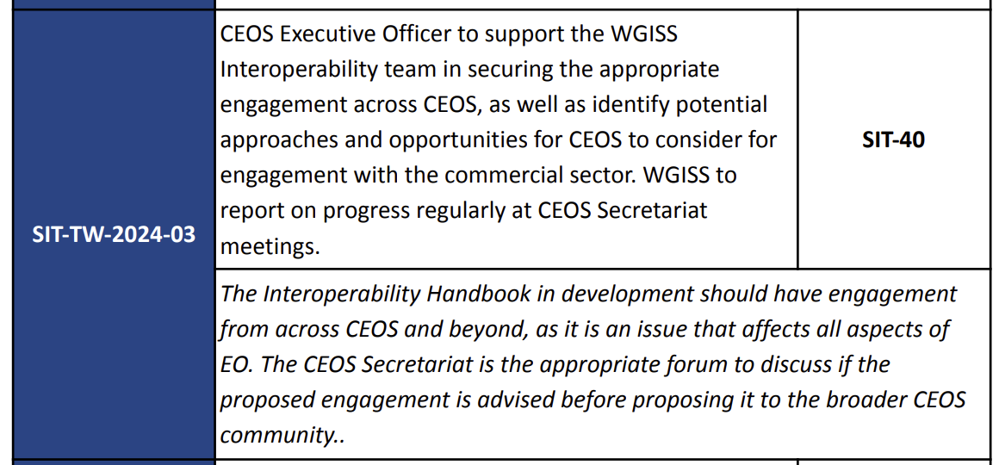 CEOS Executive Officer to support the WGISS
Interoperability team in securing the appropriate
engagement across CEOS, as well as identify potential
approaches and opportunities for CEOS to consider for
engagement with the commercial sector. WGISS to
report on progress regularly at CEOS Secretariat
meetings.
SIT-40
SIT-TW-2024-03
The Interoperability Handbook in development should have engagement
from across CEOS and beyond, as it is an issue that affects all aspects of
EO. The CEOS Secretariat is the appropriate forum to discuss if the
proposed engagement is advised before proposing it to the broader CEOS
community..